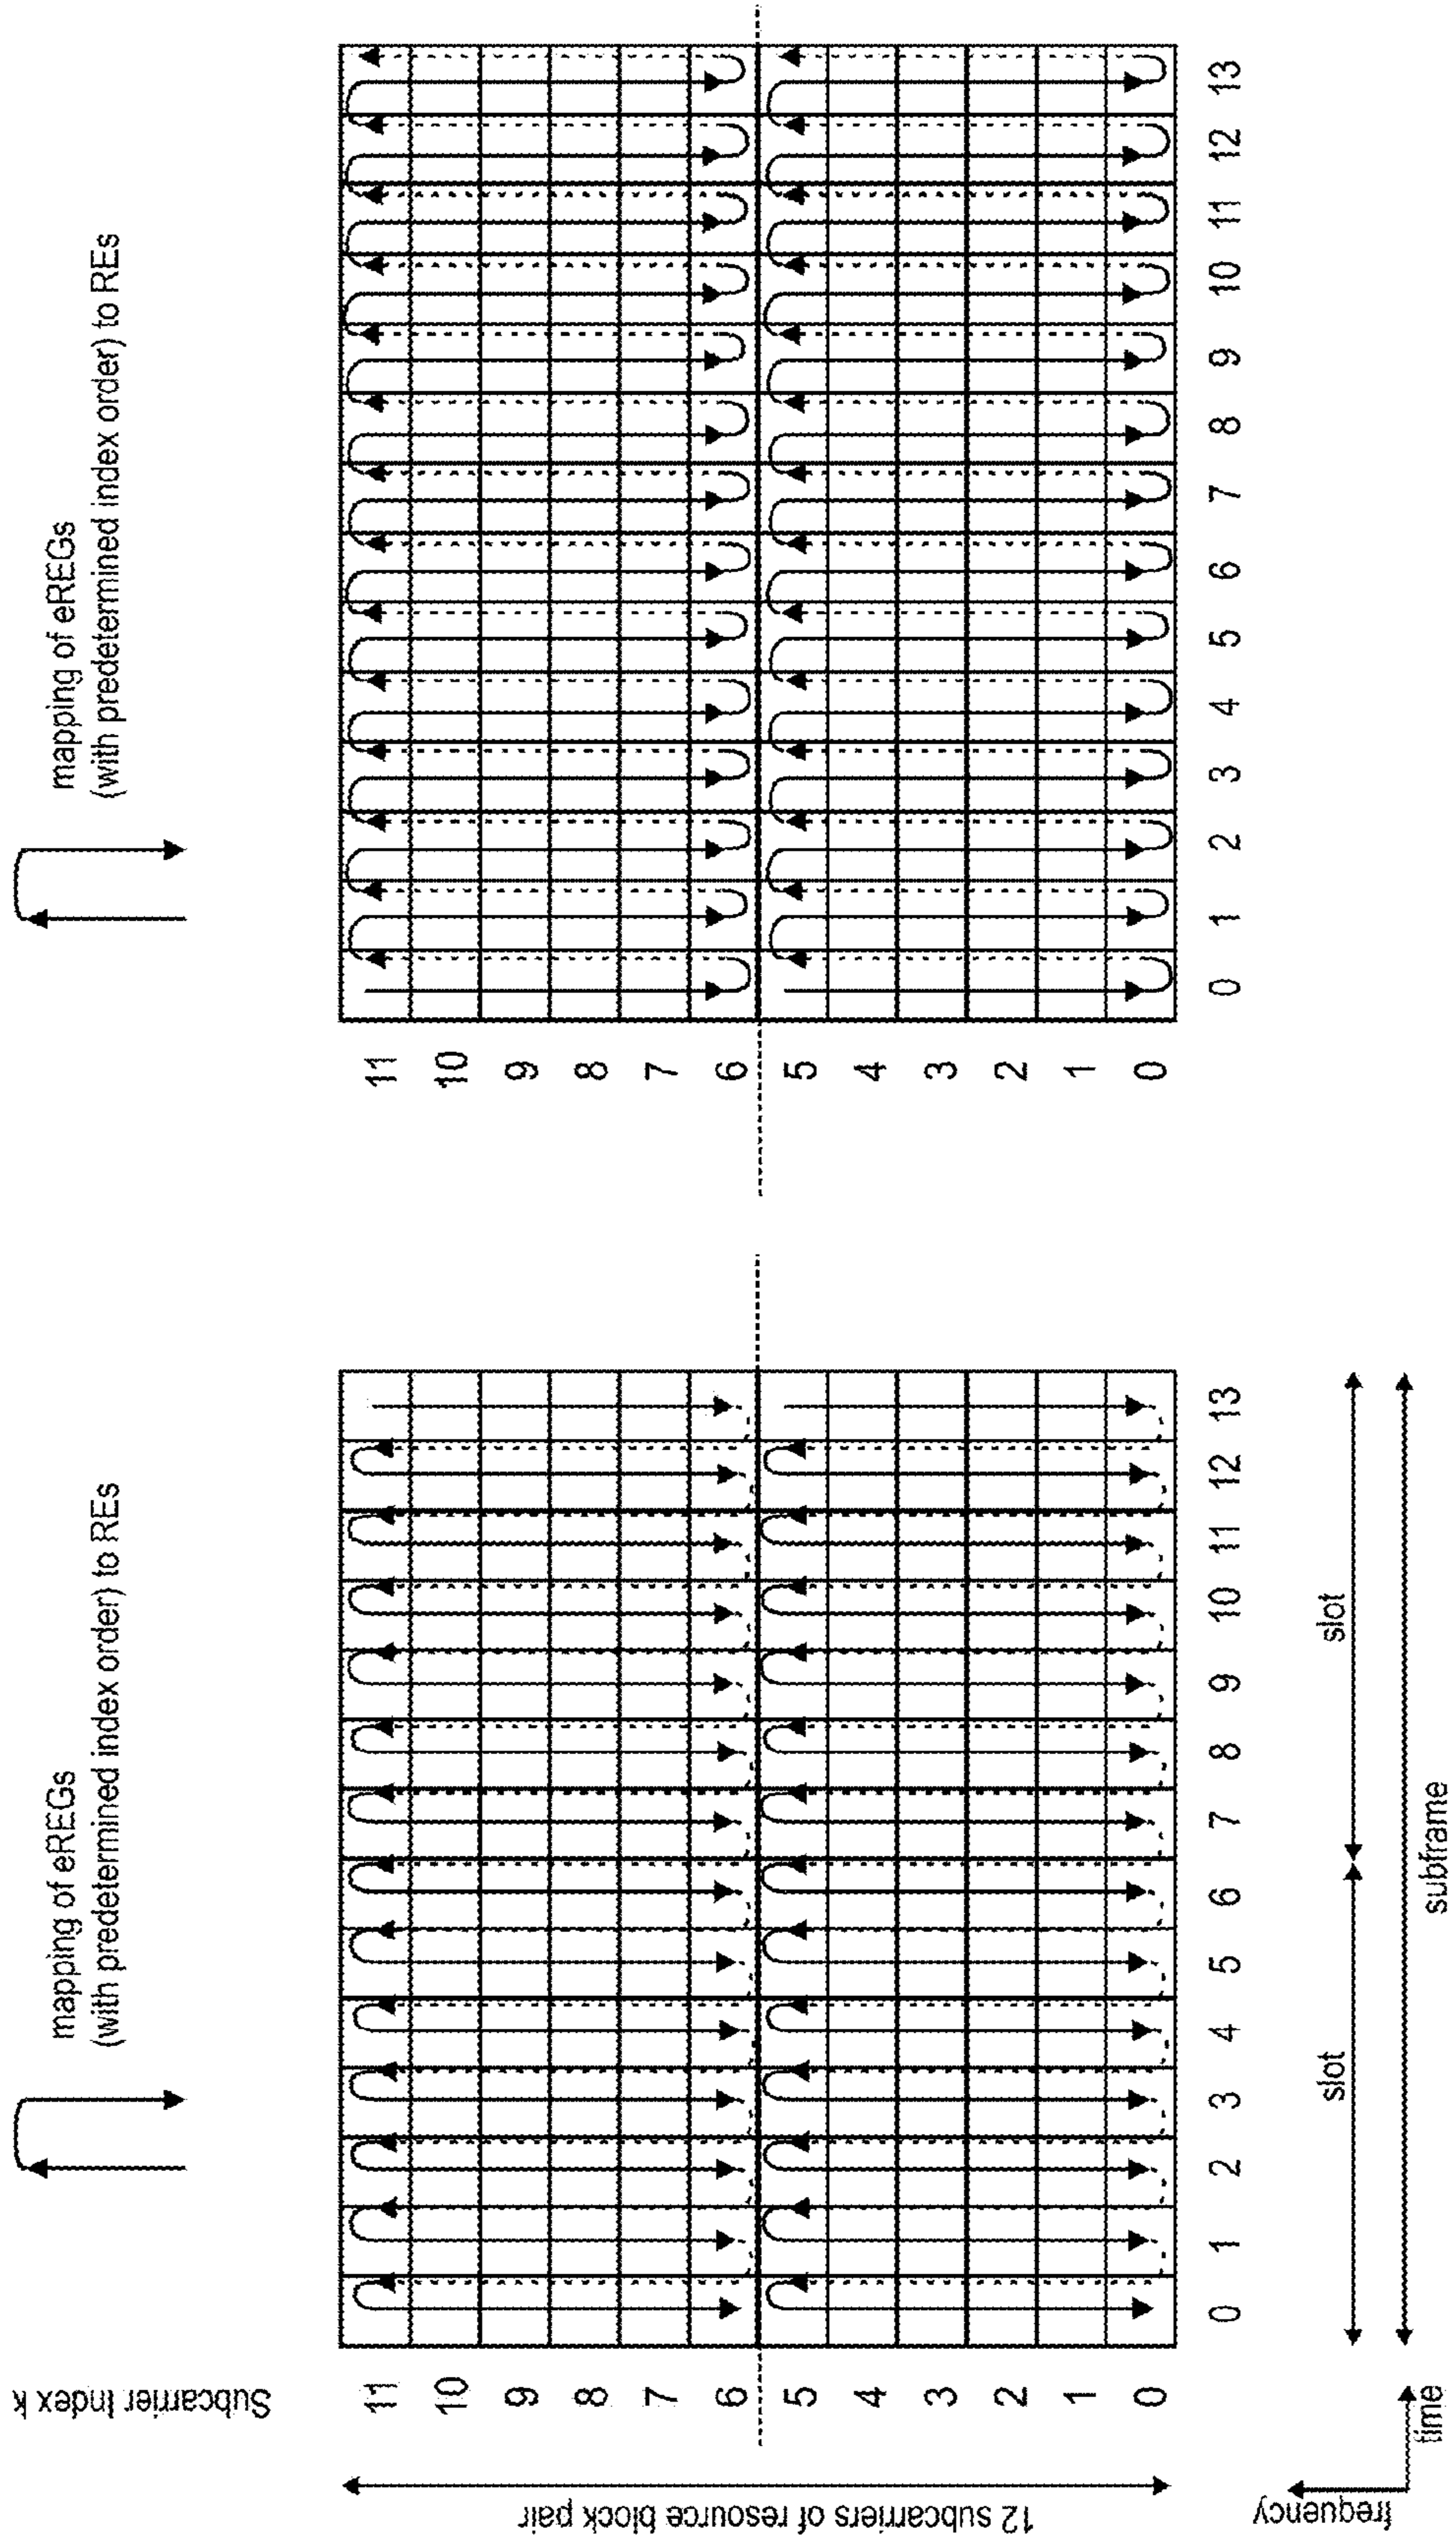 mapping of eREGs
(with predetermined index order) to REs
mapping of eREGs
(with predetermined index order) to REs
Subcarrier Index k
12 subcarriers of resource block pair
11
10
9
8
7
6
5
4
3
2
1
0
0 1 2 3 4 5 6 7 8 9 10 11 12 13
11
10
9
8
7
6
5
4
3
2
1
0
0 1 2 3 4 5 6 7 8 9 10 11 12 13
frequency
time
slot
slot
subframe